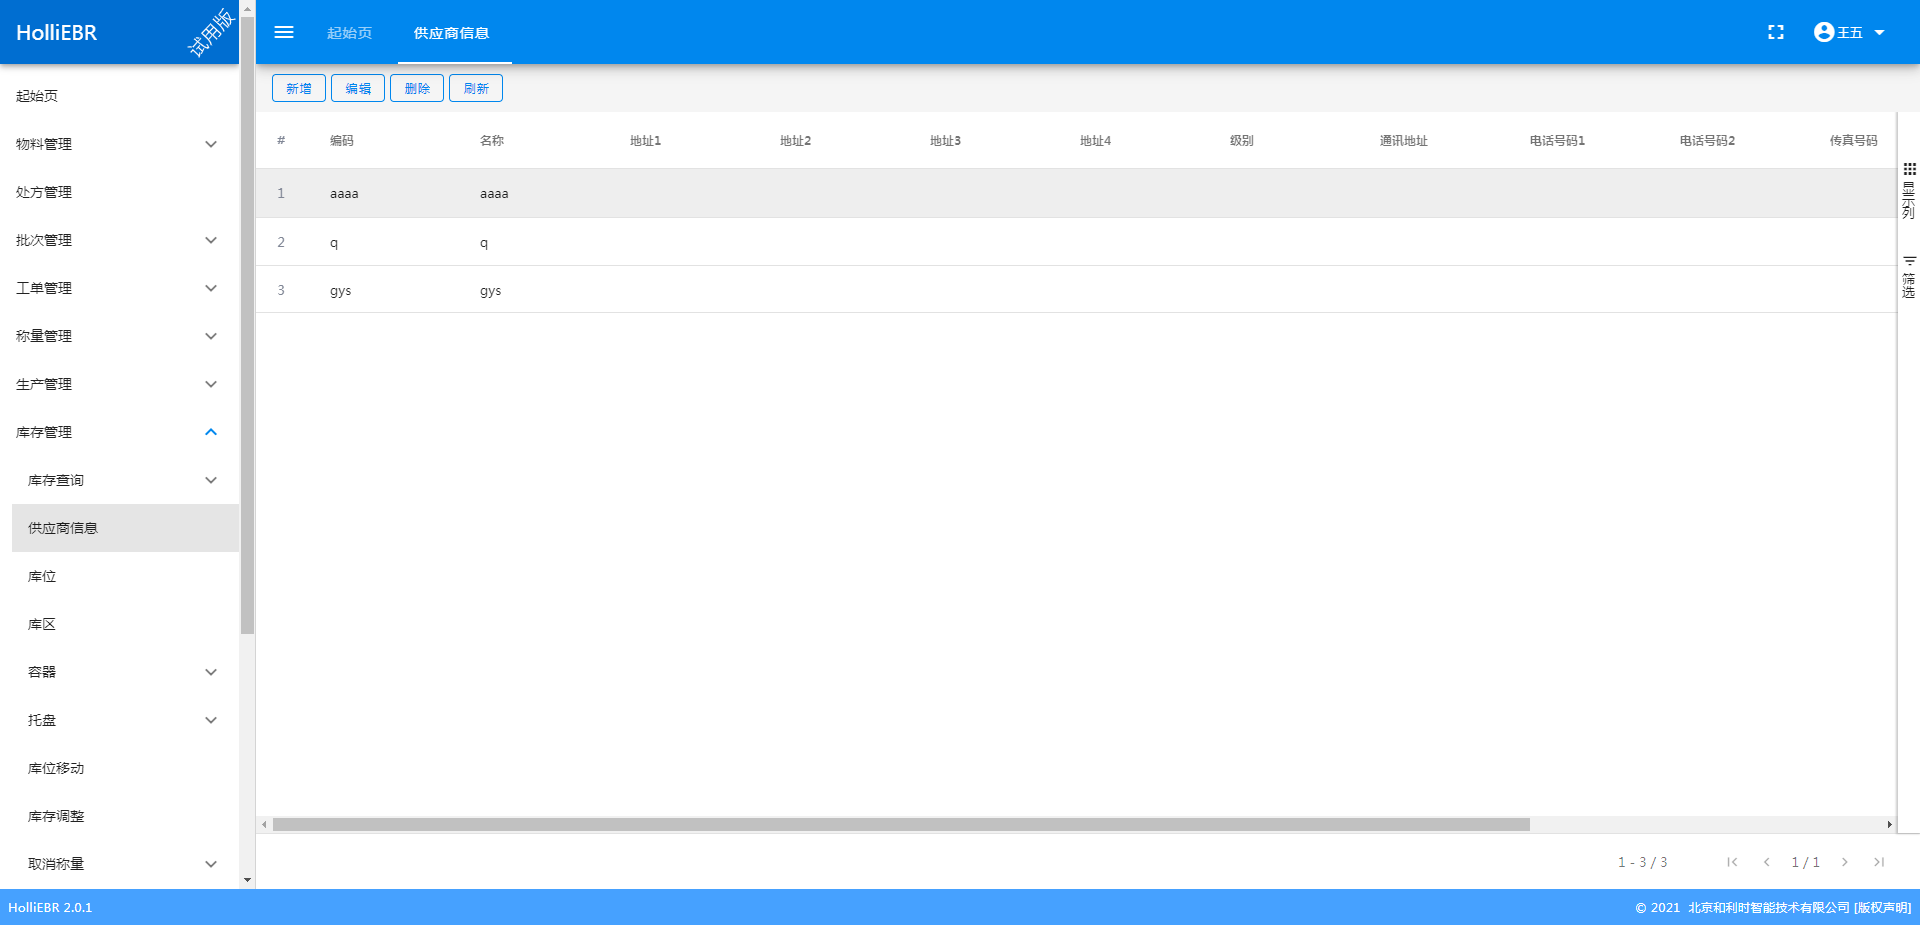 HolliEBR
试用版
起始页
供应商信息
王五
起始页
物料管理
处方管理
批次管理
工单管理
称量管理
生产管理
库存管理
库存查询
供应商信息
库位
库区
容器
托盘
库位移动
库存调整
取消称量
新增 编辑 删除 刷新
# 编码 名称 地址1 地址2 地址3 地址4 级别 通讯地址 电话号码1 电话号码2 传真号码
1 aaaa aaaa
2 q q
3 gys gys
显示列
筛选
1 - 3 / 3
1 / 1
HolliEBR 2.0.1
© 2021 北京和利时智能技术有限公司 [版权声明]